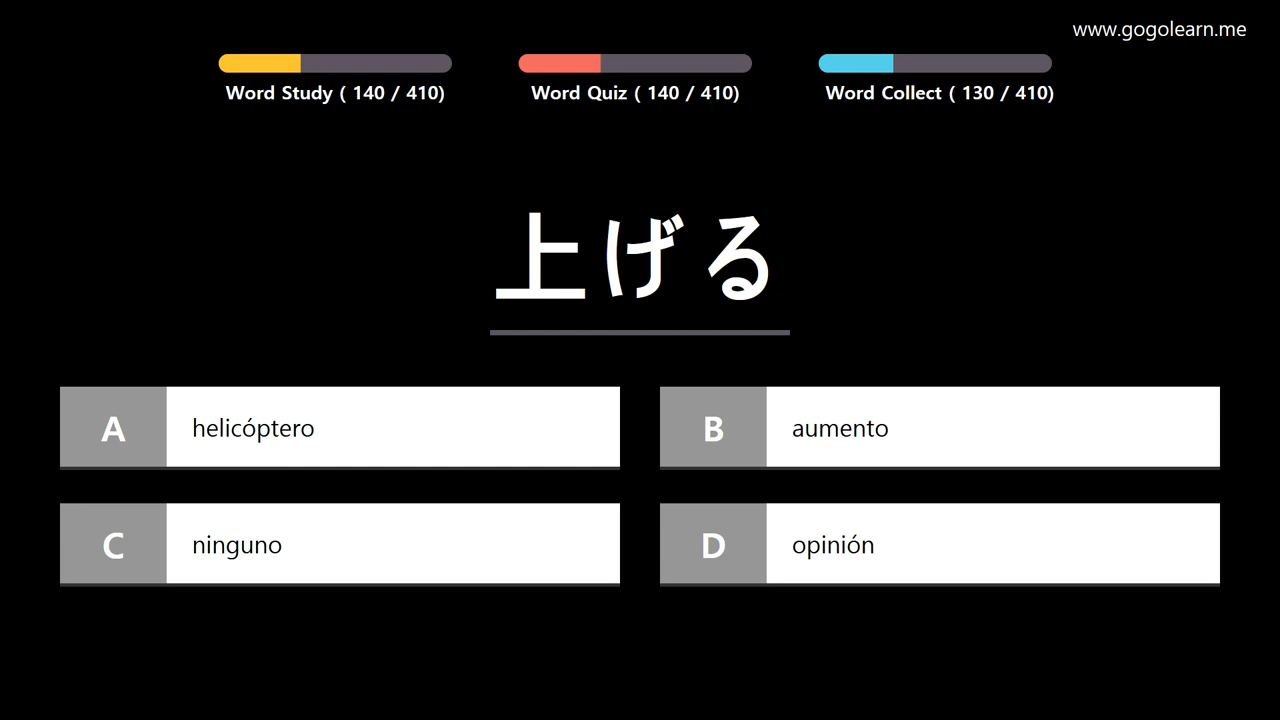 www.gogolearn.me
Word Study ( 140 / 410)
Word Quiz ( 140 / 410)
Word Collect ( 130 / 410)
上げる
A helicóptero
B aumento
C ninguno
D opinión